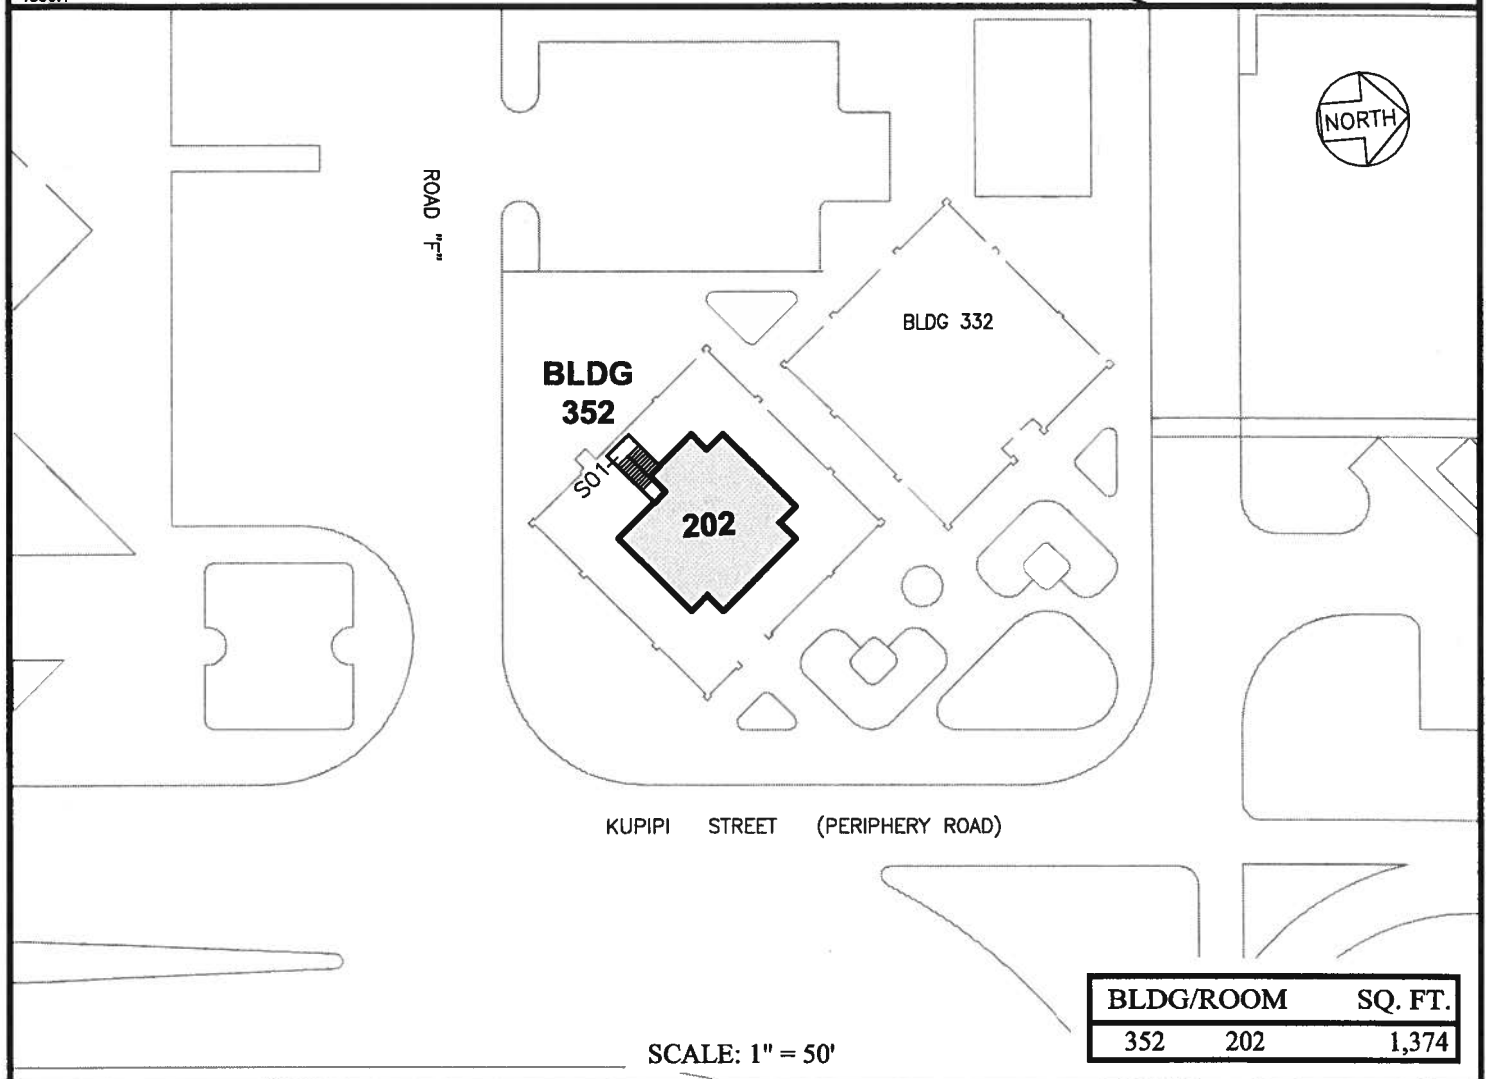 NORTH
ROAD "F"
BLDG 332
BLDG
352
S01
202
KUPIPI STREET (PERIPHERY ROAD)
BLDG/ROOM SQ. FT.
352 202 1,374
SCALE: 1" = 50'